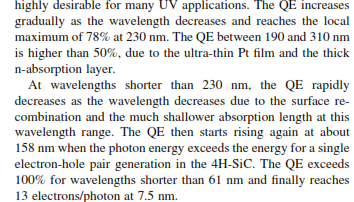 highly desirable for many UV applications. The QE increases
gradually as the wavelength decreases and reaches the local
maximum of 78% at 230 nm. The QE between 190 and 310 nm
is higher than 50%, due to the ultra-thin Pt film and the thick
n-absorption layer.
At wavelengths shorter than 230 nm, the QE rapidly
decreases as the wavelength decreases due to the surface re-
combination and the much shallower absorption length at this
wavelength range. The QE then starts rising again at about
158 nm when the photon energy exceeds the energy for a single
electron-hole pair generation in the 4H-SiC. The QE exceeds
100% for wavelengths shorter than 61 nm and finally reaches
13 electrons/photon at 7.5 nm.